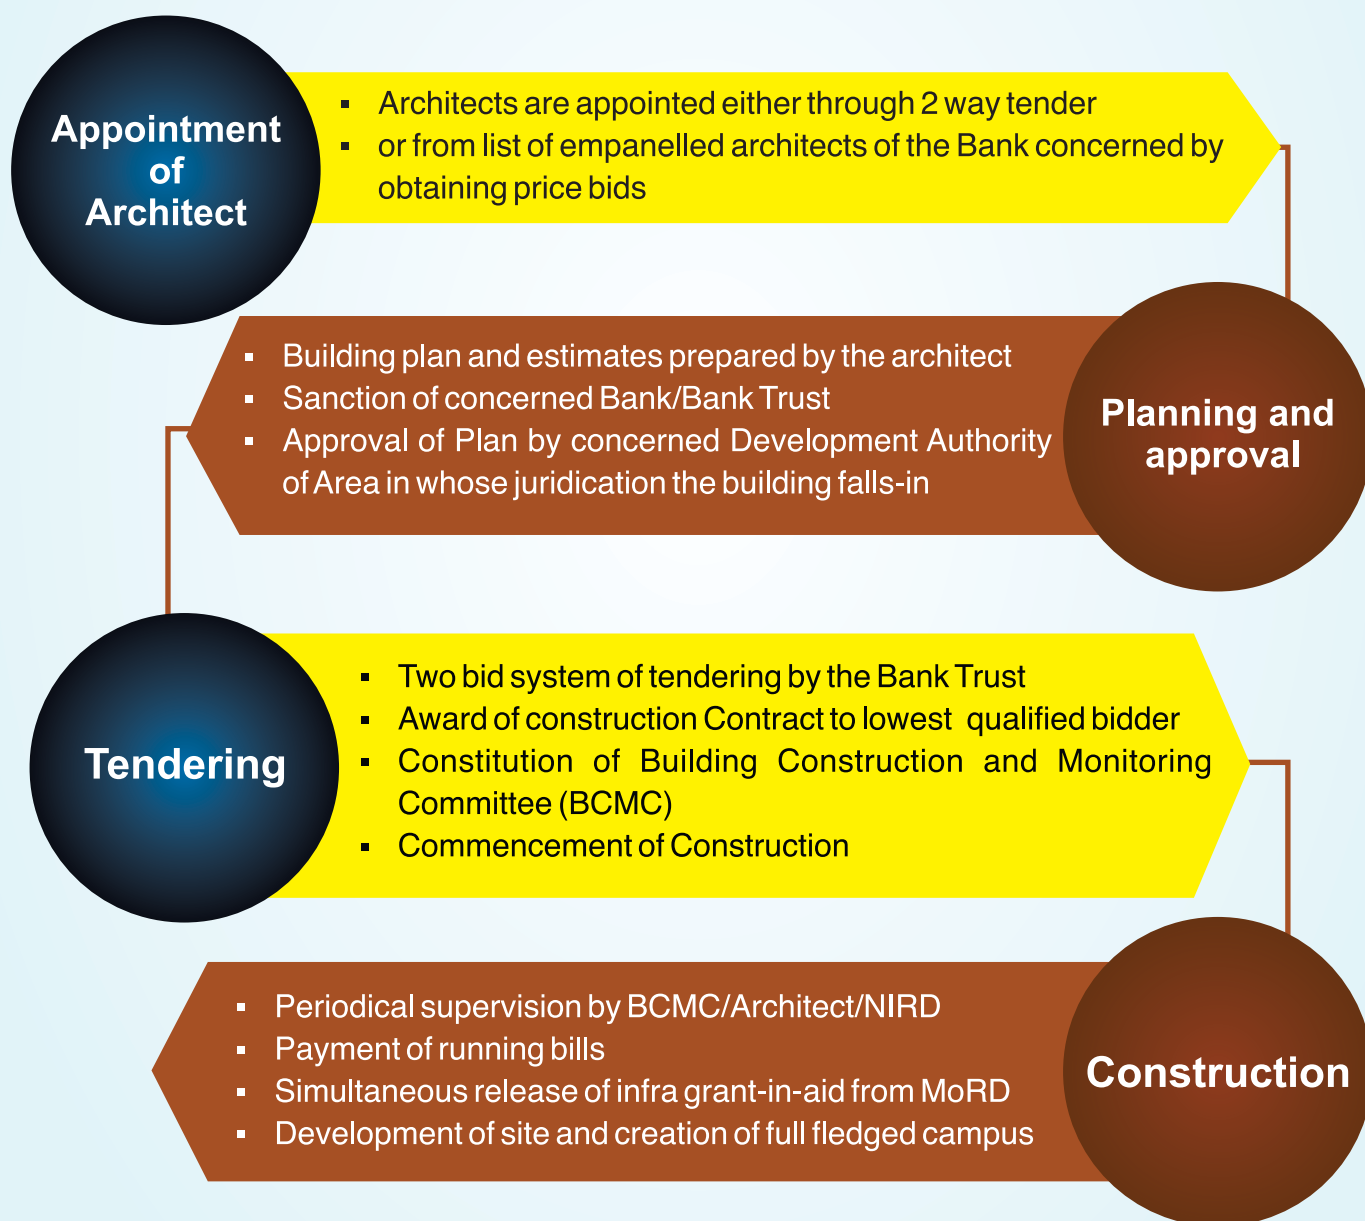 Appointment
of
Architect
▪ Architects are appointed either through 2 way tender
▪ or from list of empanelled architects of the Bank concerned by
obtaining price bids
▪ Building plan and estimates prepared by the architect
▪ Sanction of concerned Bank/Bank Trust
▪ Approval of Plan by concerned Development Authority
of Area in whose juridication the building falls-in
Planning and
approval
Tendering
▪ Two bid system of tendering by the Bank Trust
▪ Award of construction Contract to lowest qualified bidder
▪ Constitution of Building Construction and Monitoring
Committee (BCMC)
▪ Commencement of Construction
▪ Periodical supervision by BCMC/Architect/NIRD
▪ Payment of running bills
▪ Simultaneous release of infra grant-in-aid from MoRD
▪ Development of site and creation of full fledged campus
Construction